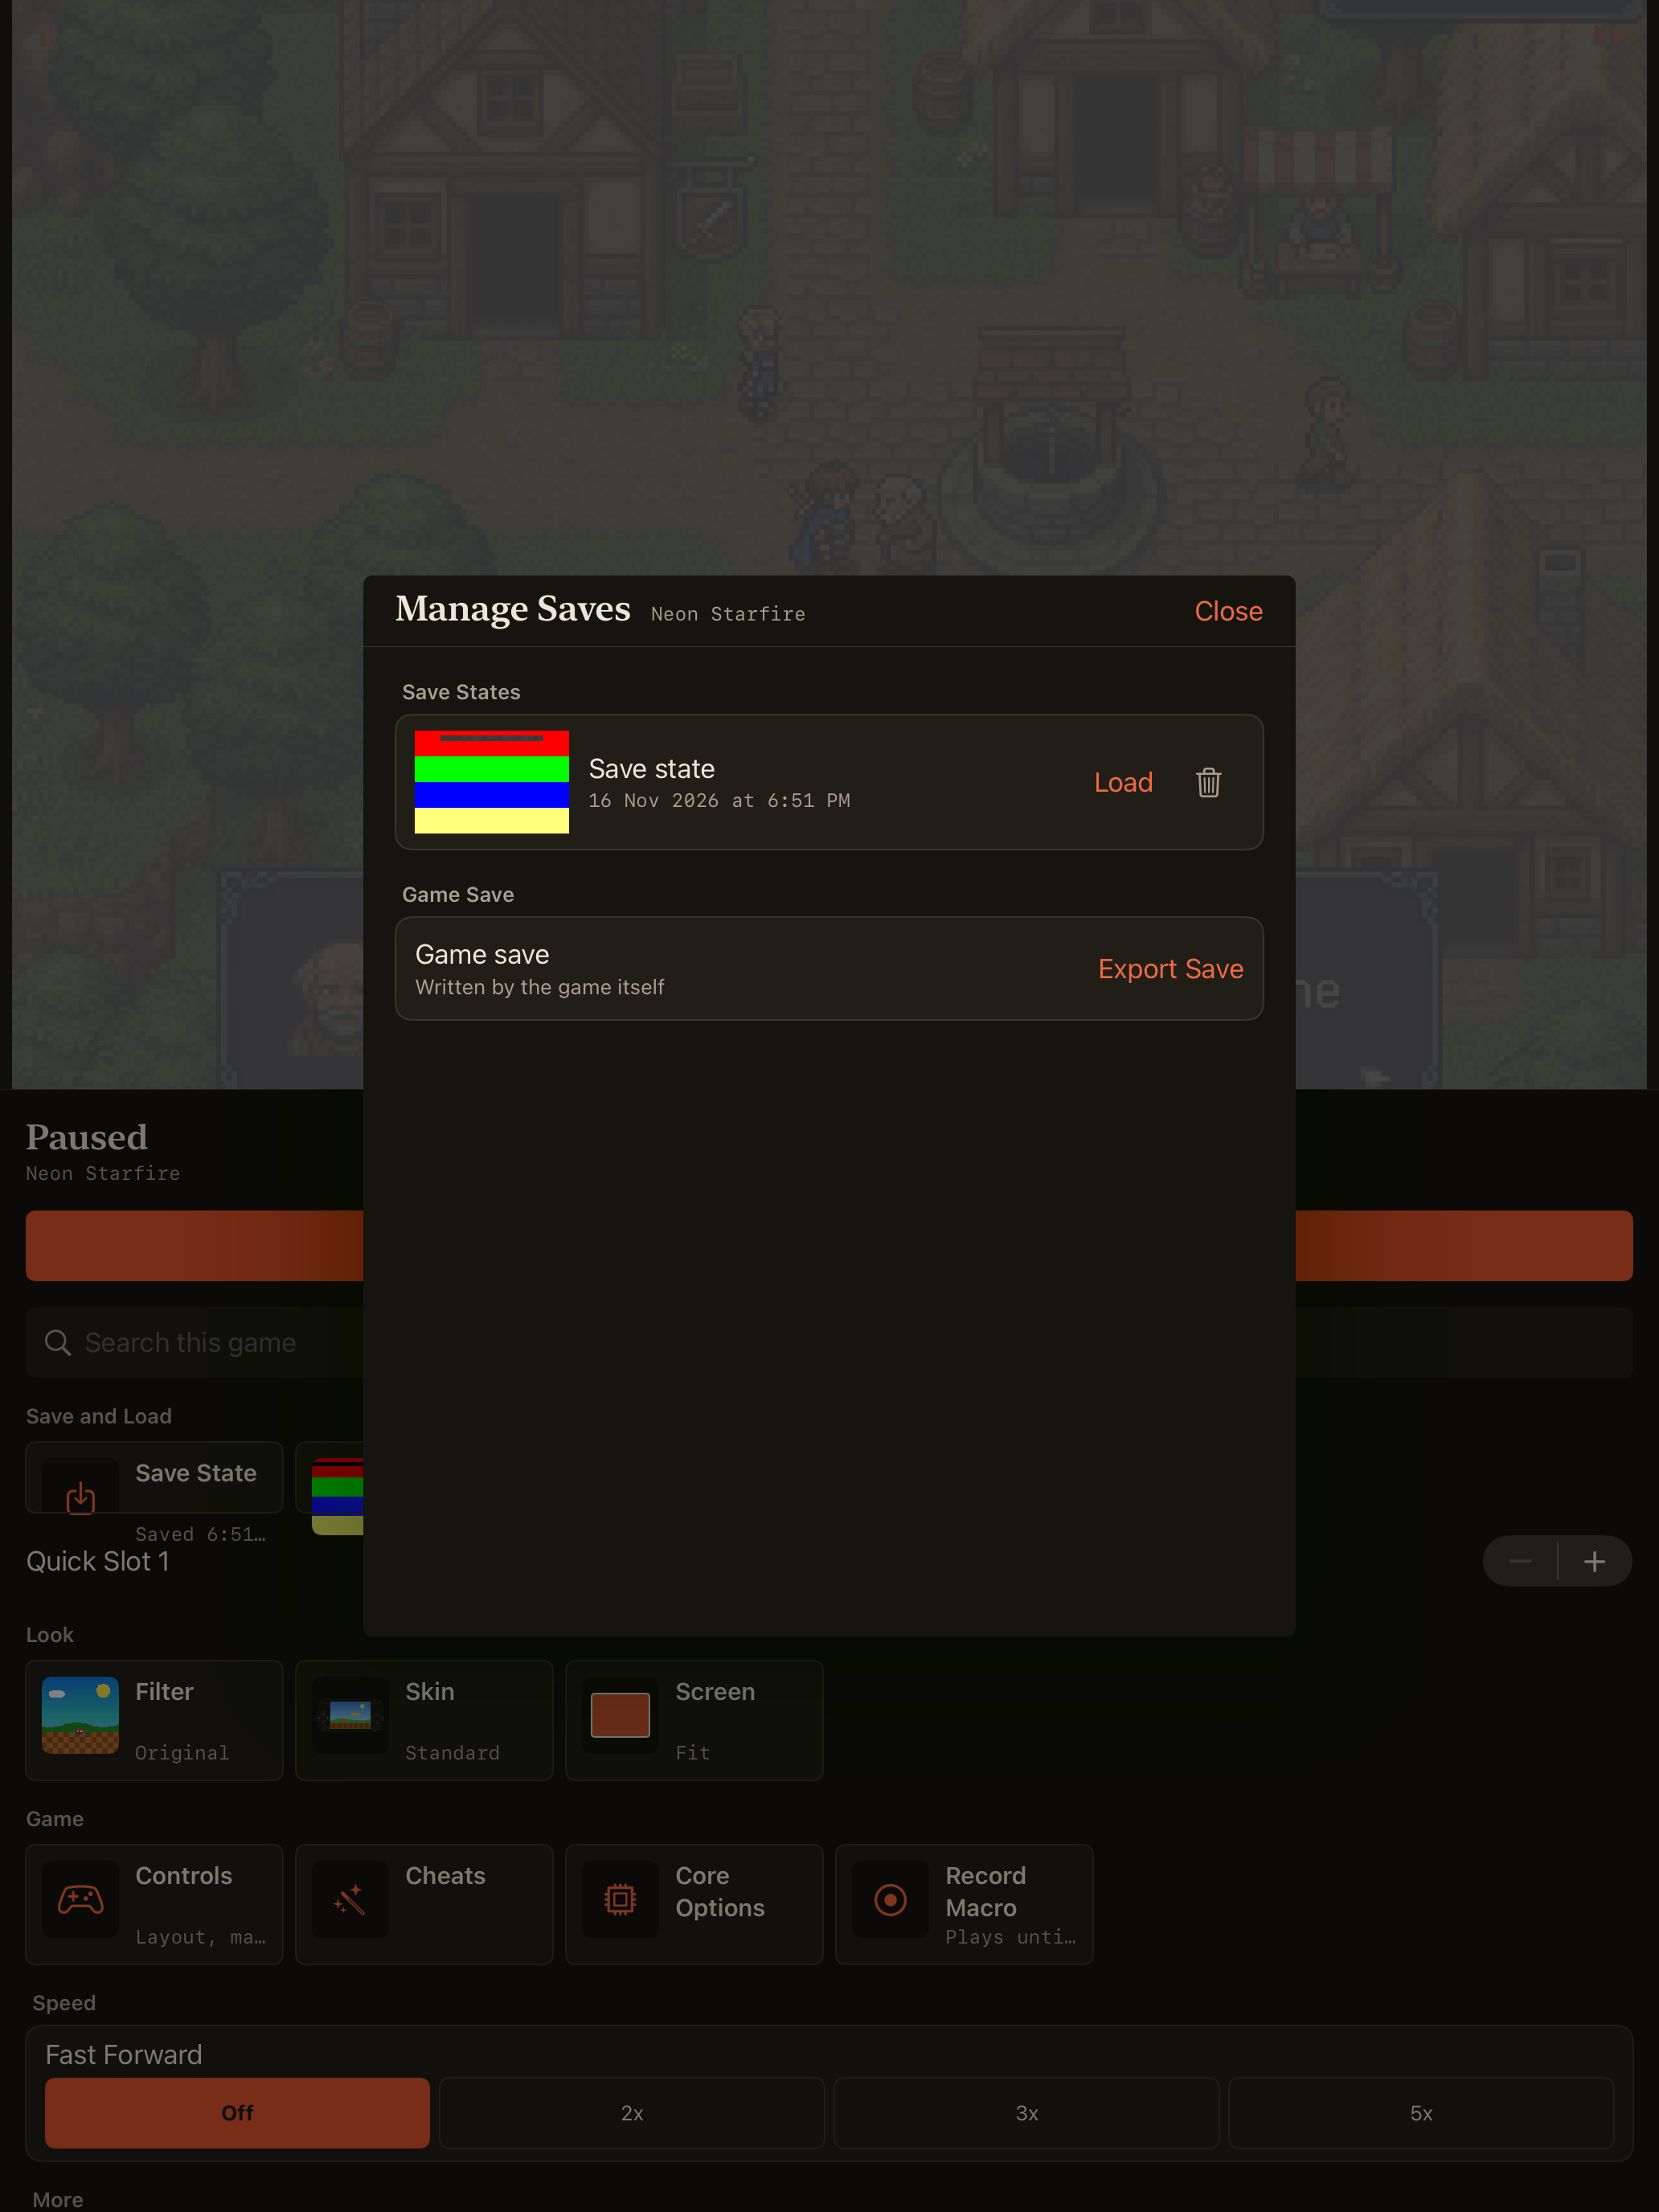 Manage Saves Neon Starfire
Close
Save States
Save state
16 Nov 2026 at 6:51 PM
Load
Game Save
Game save
Written by the game itself
Export Save
Paused
Neon Starfire
Search this game
Save and Load
Save State
Saved 6:51…
Quick Slot 1
Look
Filter
Original
Skin
Standard
Screen
Fit
Game
Controls
Layout, ma…
Cheats
Core
Options
Record
Macro
Plays unti…
Speed
Fast Forward
Off
2x
3x
5x
More